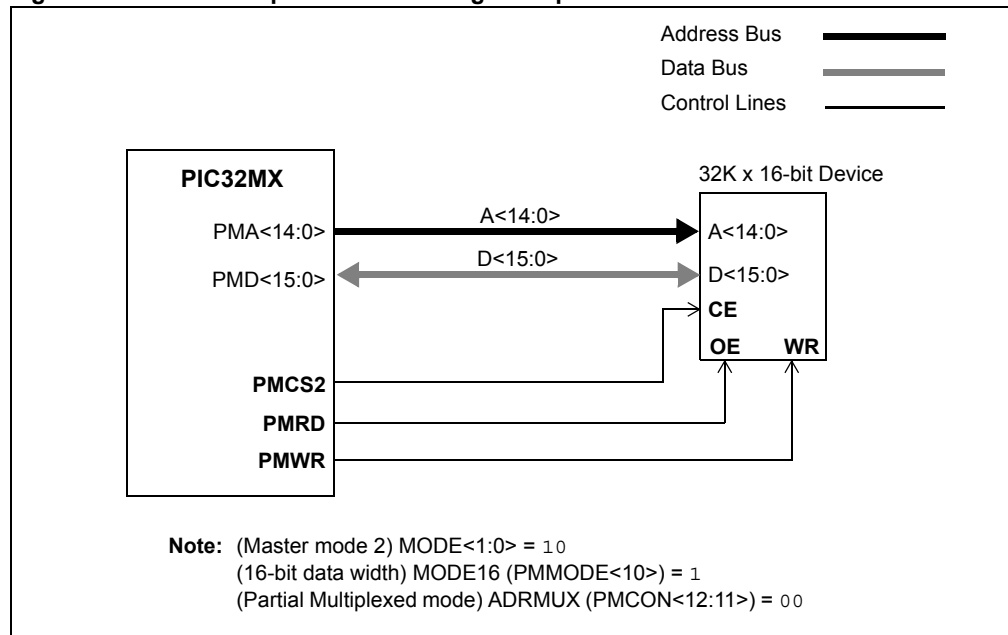 Address Bus
Data Bus
Control Lines
PIC32MX
32K x 16-bit Device
PMA<14:0>
A<14:0>
A<14:0>
PMD<15:0>
D<15:0>
D<15:0>
CE
OE WR
PMCS2
PMRD
PMWR
Note: (Master mode 2) MODE<1:0> = 10
(16-bit data width) MODE16 (PMMODE<10>) = 1
(Partial Multiplexed mode) ADRMUX (PMCON<12:11>) = 00